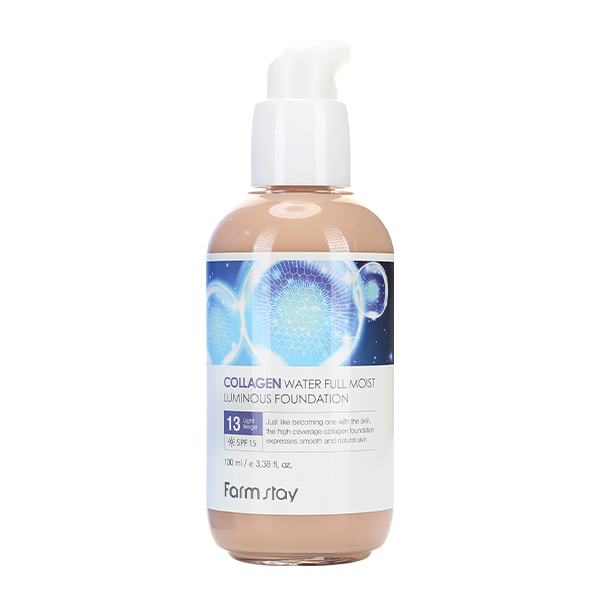 COLLAGEN WATER FULL MOIST
LUMINOUS FOUNDATION
13 Light Beige
SPF15
Just like becoming one with the skin,
the high coverage collagen foundation
expresses smooth and natural skin
100 ml / e 3,38 fl, oz,
Farmstay